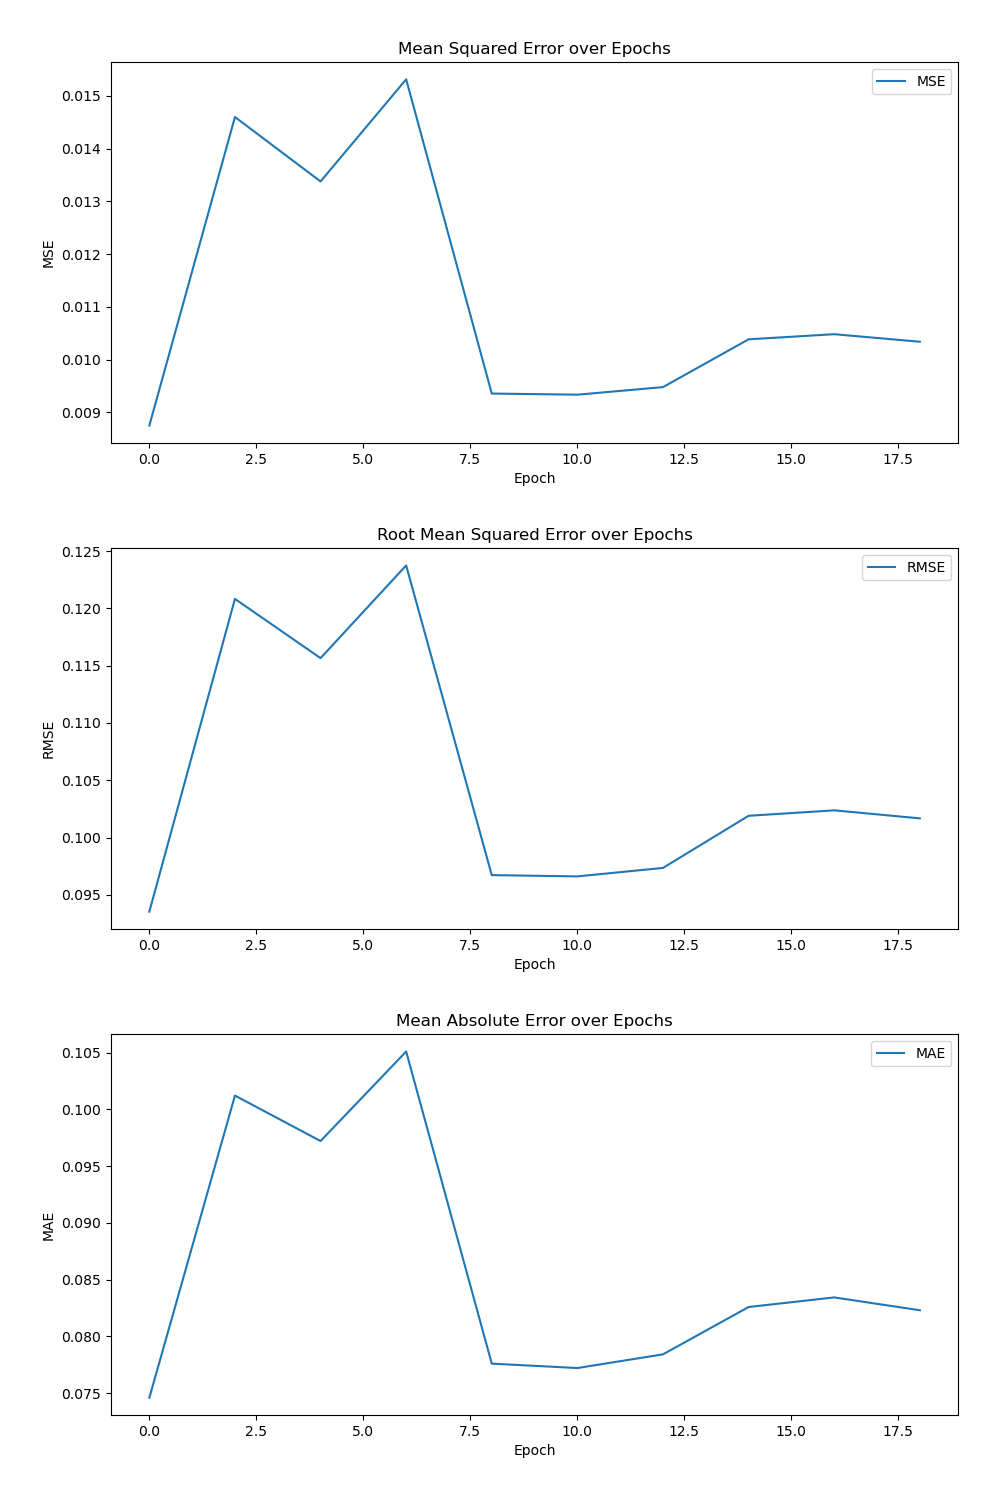 Mean Squared Error over Epochs
MSE
0.015
0.014
0.013
0.012
0.011
0.010
0.009
MSE
0.0 2.5 5.0 7.5 10.0 12.5 15.0 17.5
Epoch
Root Mean Squared Error over Epochs
RMSE
0.125
0.120
0.115
0.110
0.105
0.100
0.095
RMSE
0.0 2.5 5.0 7.5 10.0 12.5 15.0 17.5
Epoch
Mean Absolute Error over Epochs
MAE
0.105
0.100
0.095
0.090
0.085
0.080
0.075
MAE
0.0 2.5 5.0 7.5 10.0 12.5 15.0 17.5
Epoch